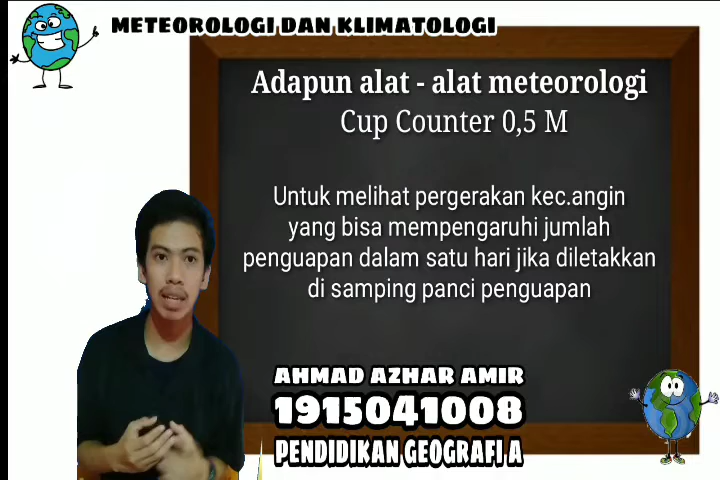 METEOROLOGI DAN KLIMATOLOGI
Adapun alat - alat meteorologi
Cup Counter 0,5 M
Untuk melihat pergerakan kec.angin
yang bisa mempengaruhi jumlah
penguapan dalam satu hari jika diletakkan
di samping panci penguapan
AHMAD AZHAR AMIR
1915041008
PENDIDIKAN GEOGRAFI A